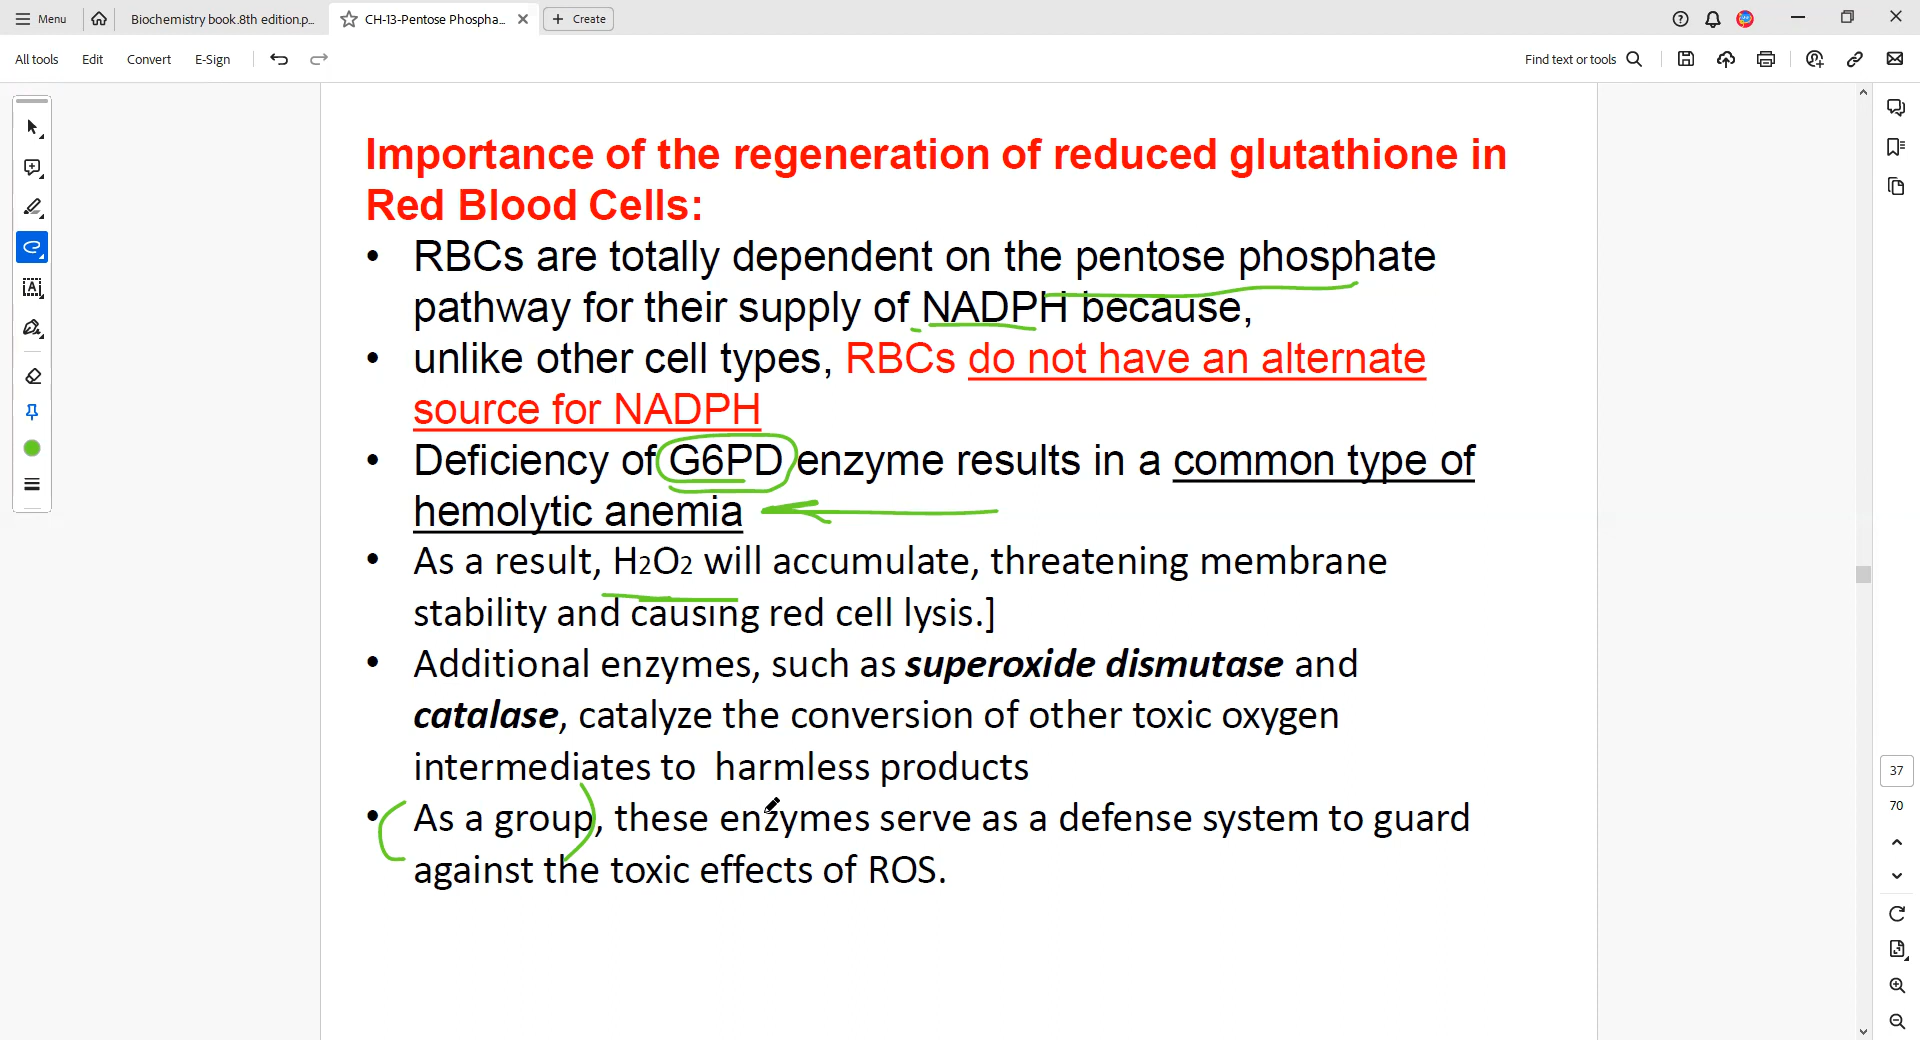 Menu
Biochemistry book.8th edition.p...
CH-13-Pentose Phospha...
Create
All tools
Edit
Convert
E-Sign
Find text or tools
Importance of the regeneration of reduced glutathione in
Red Blood Cells:
• RBCs are totally dependent on the pentose phosphate
pathway for their supply of NADPH because,
• unlike other cell types, RBCs do not have an alternate
source for NADPH
• Deficiency of G6PD enzyme results in a common type of
hemolytic anemia
• As a result, H2O2 will accumulate, threatening membrane
stability and causing red cell lysis.]
• Additional enzymes, such as superoxide dismutase and
catalase, catalyze the conversion of other toxic oxygen
intermediates to harmless products
• As a group, these enzymes serve as a defense system to guard
against the toxic effects of ROS.
37
70